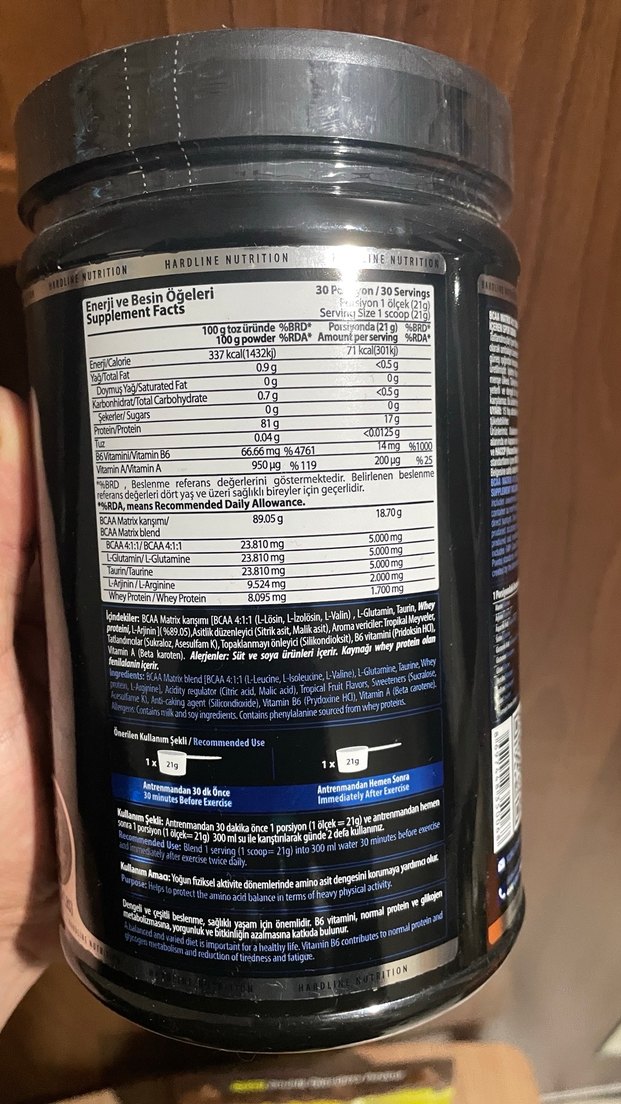 HARDLINE NUTRITION
HARDLINE NUTRITION
Enerji ve Besin Öğeleri
Supplement Facts
30 Servings
1 ölçek (21g)
Serving Size 1 scoop (21g)
100 g toz üründe %BRD*
100 g powder %RDA*
Porsiyonda (21 g) %BRD*
Amount per serving %RDA*
Enerji/Calorie 337 kcal(1432kj) 71 kcal(301kj)
Yağ/Total Fat 0.9 g <0.5 g
Doymuş Yağ/Saturated Fat 0 g 0 g
Karbonhidrat/Total Carbohydrate 0.7 g <0.5 g
Şekerler/ Sugars 0 g 0 g
Protein/Protein 81 g 17 g
Tuz 0.04 g <0.0125 g
B6 Vitamini/Vitamin B6 66.66 mg %4761 14 mg %1000
Vitamin A/Vitamin A 950 µg %119 200 µg %25
*%BRD , Beslenme referans değerlerini göstermektedir. Belirlenen beslenme
referans değerleri dört yaş ve üzeri sağlıklı bireyler için geçerlidir.
*%RDA, means Recommended Daily Allowance.
BCAA Matrix karışımı/ 89.05 g 18.70 g
BCAA Matrix blend
BCAA 4:1:1/ BCAA 4:1:1 23.810 mg 5.000 mg
L-Glutamin/ L-Glutamine 23.810 mg 5.000 mg
Taurin/Taurine 23.810 mg 5.000 mg
L-Arjinin / L-Arginine 9.524 mg 2.000 mg
Whey Protein / Whey Protein 8.095 mg 1.700 mg
İçindekiler: BCAA Matrix karışımı [BCAA 4:1:1 (L-Lösin, L-İzolösin, L-Valin) , L-Glutamin, Taurin, Whey
proteini, L-Arjinin] (%89.05), Asitlik düzenleyici (Sitrik asit, Malik asit), Aroma vericiler: Tropikal Meyveler,
Tatlandırıcılar (Sukraloz, Asesulfam K), Topaklanmayı önleyici (Silikondioksit), B6 vitamini (Pridoksin HCl),
Vitamin A (Beta karoten). Alerjenler: Süt ve soya ürünleri içerir. Kaynağı whey protein olan
fenilalanin içerir.
Ingredients: BCAA Matrix blend [BCAA 4:1:1 (L-Leucine, L-Isoleucine, L-Valine), L-Glutamine, Taurine, Whey
protein, L-Arginine], Acidity regulator (Citric acid, Malic acid), Tropical Fruit Flavors, Sweeteners (Sucralose,
Acesulfame K), Anti-caking agent (Silicondioxide), Vitamin B6 (Prydoxine HCl), Vitamin A (Beta carotene).
Allergens: Contains milk and soy ingredients. Contains phenylalanine sourced from whey proteins.
Önerilen Kullanım Şekli / Recommended Use
1 x 21g
1 x 21g
Antrenmandan 30 dk Önce
30 minutes Before Exercise
Antrenmandan Hemen Sonra
Immediately After Exercise
Kullanım Şekli: Antrenmandan 30 dakika önce 1 porsiyon (1 ölçek = 21g) ve antrenmandan hemen
sonra 1 porsiyon (1 ölçek= 21g) 300 ml su ile karıştırılarak günde 2 defa kullanınız.
Recommended Use: Blend 1 serving (1 scoop= 21g) into 300 ml water 30 minutes before exercise
and immediately after exercise twice daily.
Kullanım Amacı: Yoğun fiziksel aktivite dönemlerinde amino asit dengesini korumaya yardımcı olur.
Purpose: Helps to protect the amino acid balance in terms of heavy physical activity.
Dengeli ve çeşitli beslenme, sağlıklı yaşam için önemlidir. B6 vitamini, normal protein ve glikojen
metabolizmasına, yorgunluk ve bitkinliğin azalmasına katkıda bulunur.
A balanced and varied diet is important for a healthy life. Vitamin B6 contributes to normal protein and
glycogen metabolism and reduction of tiredness and fatigue.
HARDLINE NUTRITION